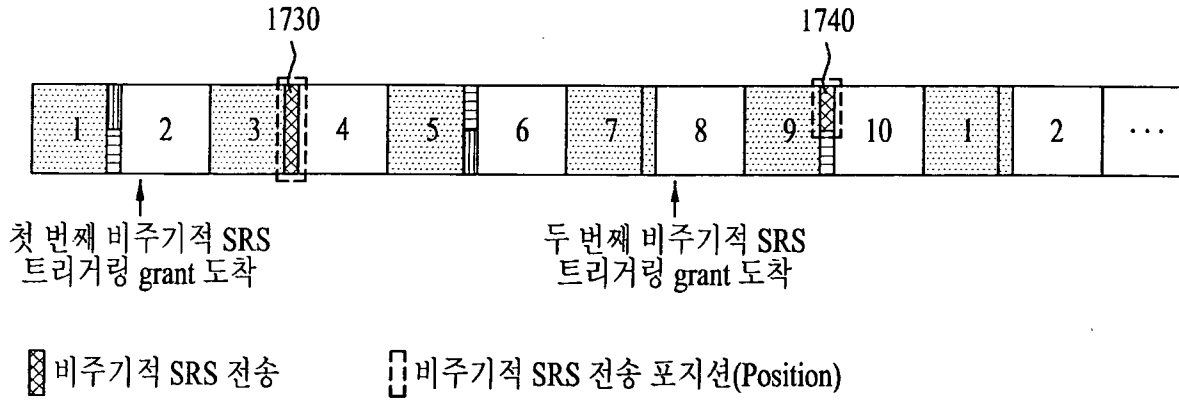 1730 1740
1 2 3 4 5 6 7 8 9 10 1 2 ···
첫 번째 비주기적 SRS
트리거링 grant 도착
두 번째 비주기적 SRS
트리거링 grant 도착
비주기적 SRS 전송
비주기적 SRS 전송 포지션(Position)